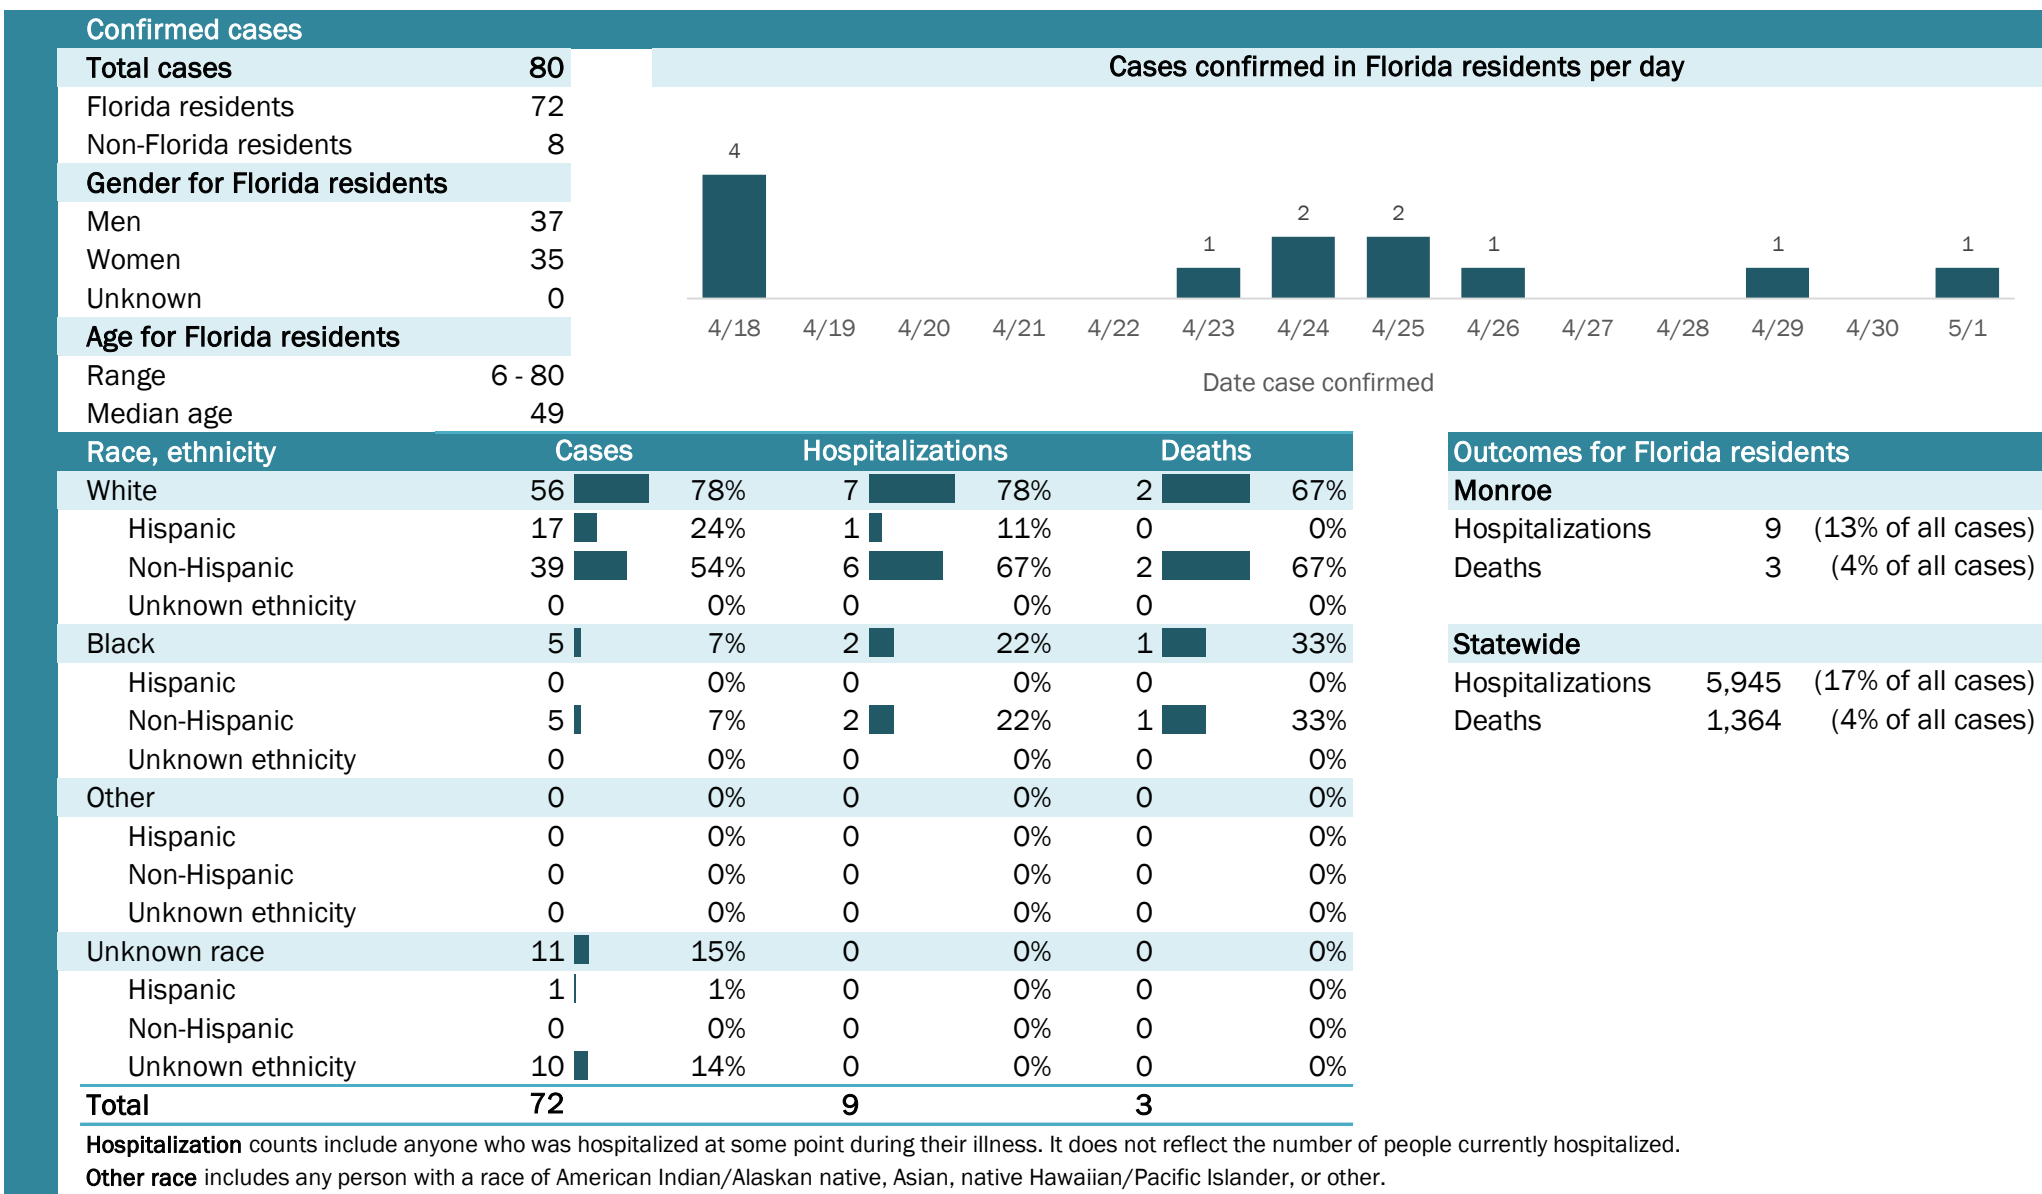 Confirmed cases
Total cases 80
Florida residents 72
Non-Florida residents 8
Gender for Florida residents
Men 37
Women 35
Unknown 0
Age for Florida residents
Range 6 - 80
Median age 49
Cases confirmed in Florida residents per day
4 1 2 2 1 1 1
4/18 4/19 4/20 4/21 4/22 4/23 4/24 4/25 4/26 4/27 4/28 4/29 4/30 5/1
Date case confirmed
Race, ethnicity Cases Hospitalizations Deaths
White 56 78% 7 78% 2 67%
Hispanic 17 24% 1 11% 0 0%
Non-Hispanic 39 54% 6 67% 2 67%
Unknown ethnicity 0 0% 0 0% 0 0%
Black 5 7% 2 22% 1 33%
Hispanic 0 0% 0 0% 0 0%
Non-Hispanic 5 7% 2 22% 1 33%
Unknown ethnicity 0 0% 0 0% 0 0%
Other 0 0% 0 0% 0 0%
Hispanic 0 0% 0 0% 0 0%
Non-Hispanic 0 0% 0 0% 0 0%
Unknown ethnicity 0 0% 0 0% 0 0%
Unknown race 11 15% 0 0% 0 0%
Hispanic 1 1% 0 0% 0 0%
Non-Hispanic 0 0% 0 0% 0 0%
Unknown ethnicity 10 14% 0 0% 0 0%
Total 72 9 3
Outcomes for Florida residents
Monroe
Hospitalizations 9 (13% of all cases)
Deaths 3 (4% of all cases)
Statewide
Hospitalizations 5,945 (17% of all cases)
Deaths 1,364 (4% of all cases)
Hospitalization counts include anyone who was hospitalized at some point during their illness. It does not reflect the number of people currently hospitalized.
Other race includes any person with a race of American Indian/Alaskan native, Asian, native Hawaiian/Pacific Islander, or other.